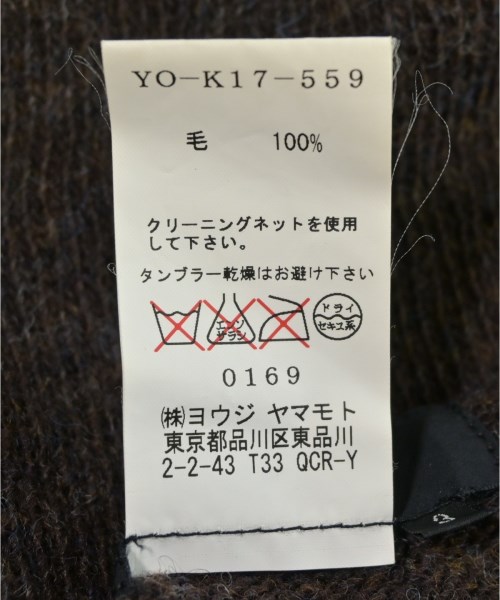 YO-K17-559
毛 100%
クリーニングネットを使用
して下さい。
タンブラー乾燥はお避け下さい
エンソ
サラシ
ドライ
セキユ系
0169
㈱ヨウジ ヤマモト
東京都品川区東品川
2-2-43 T33 QCR-Y